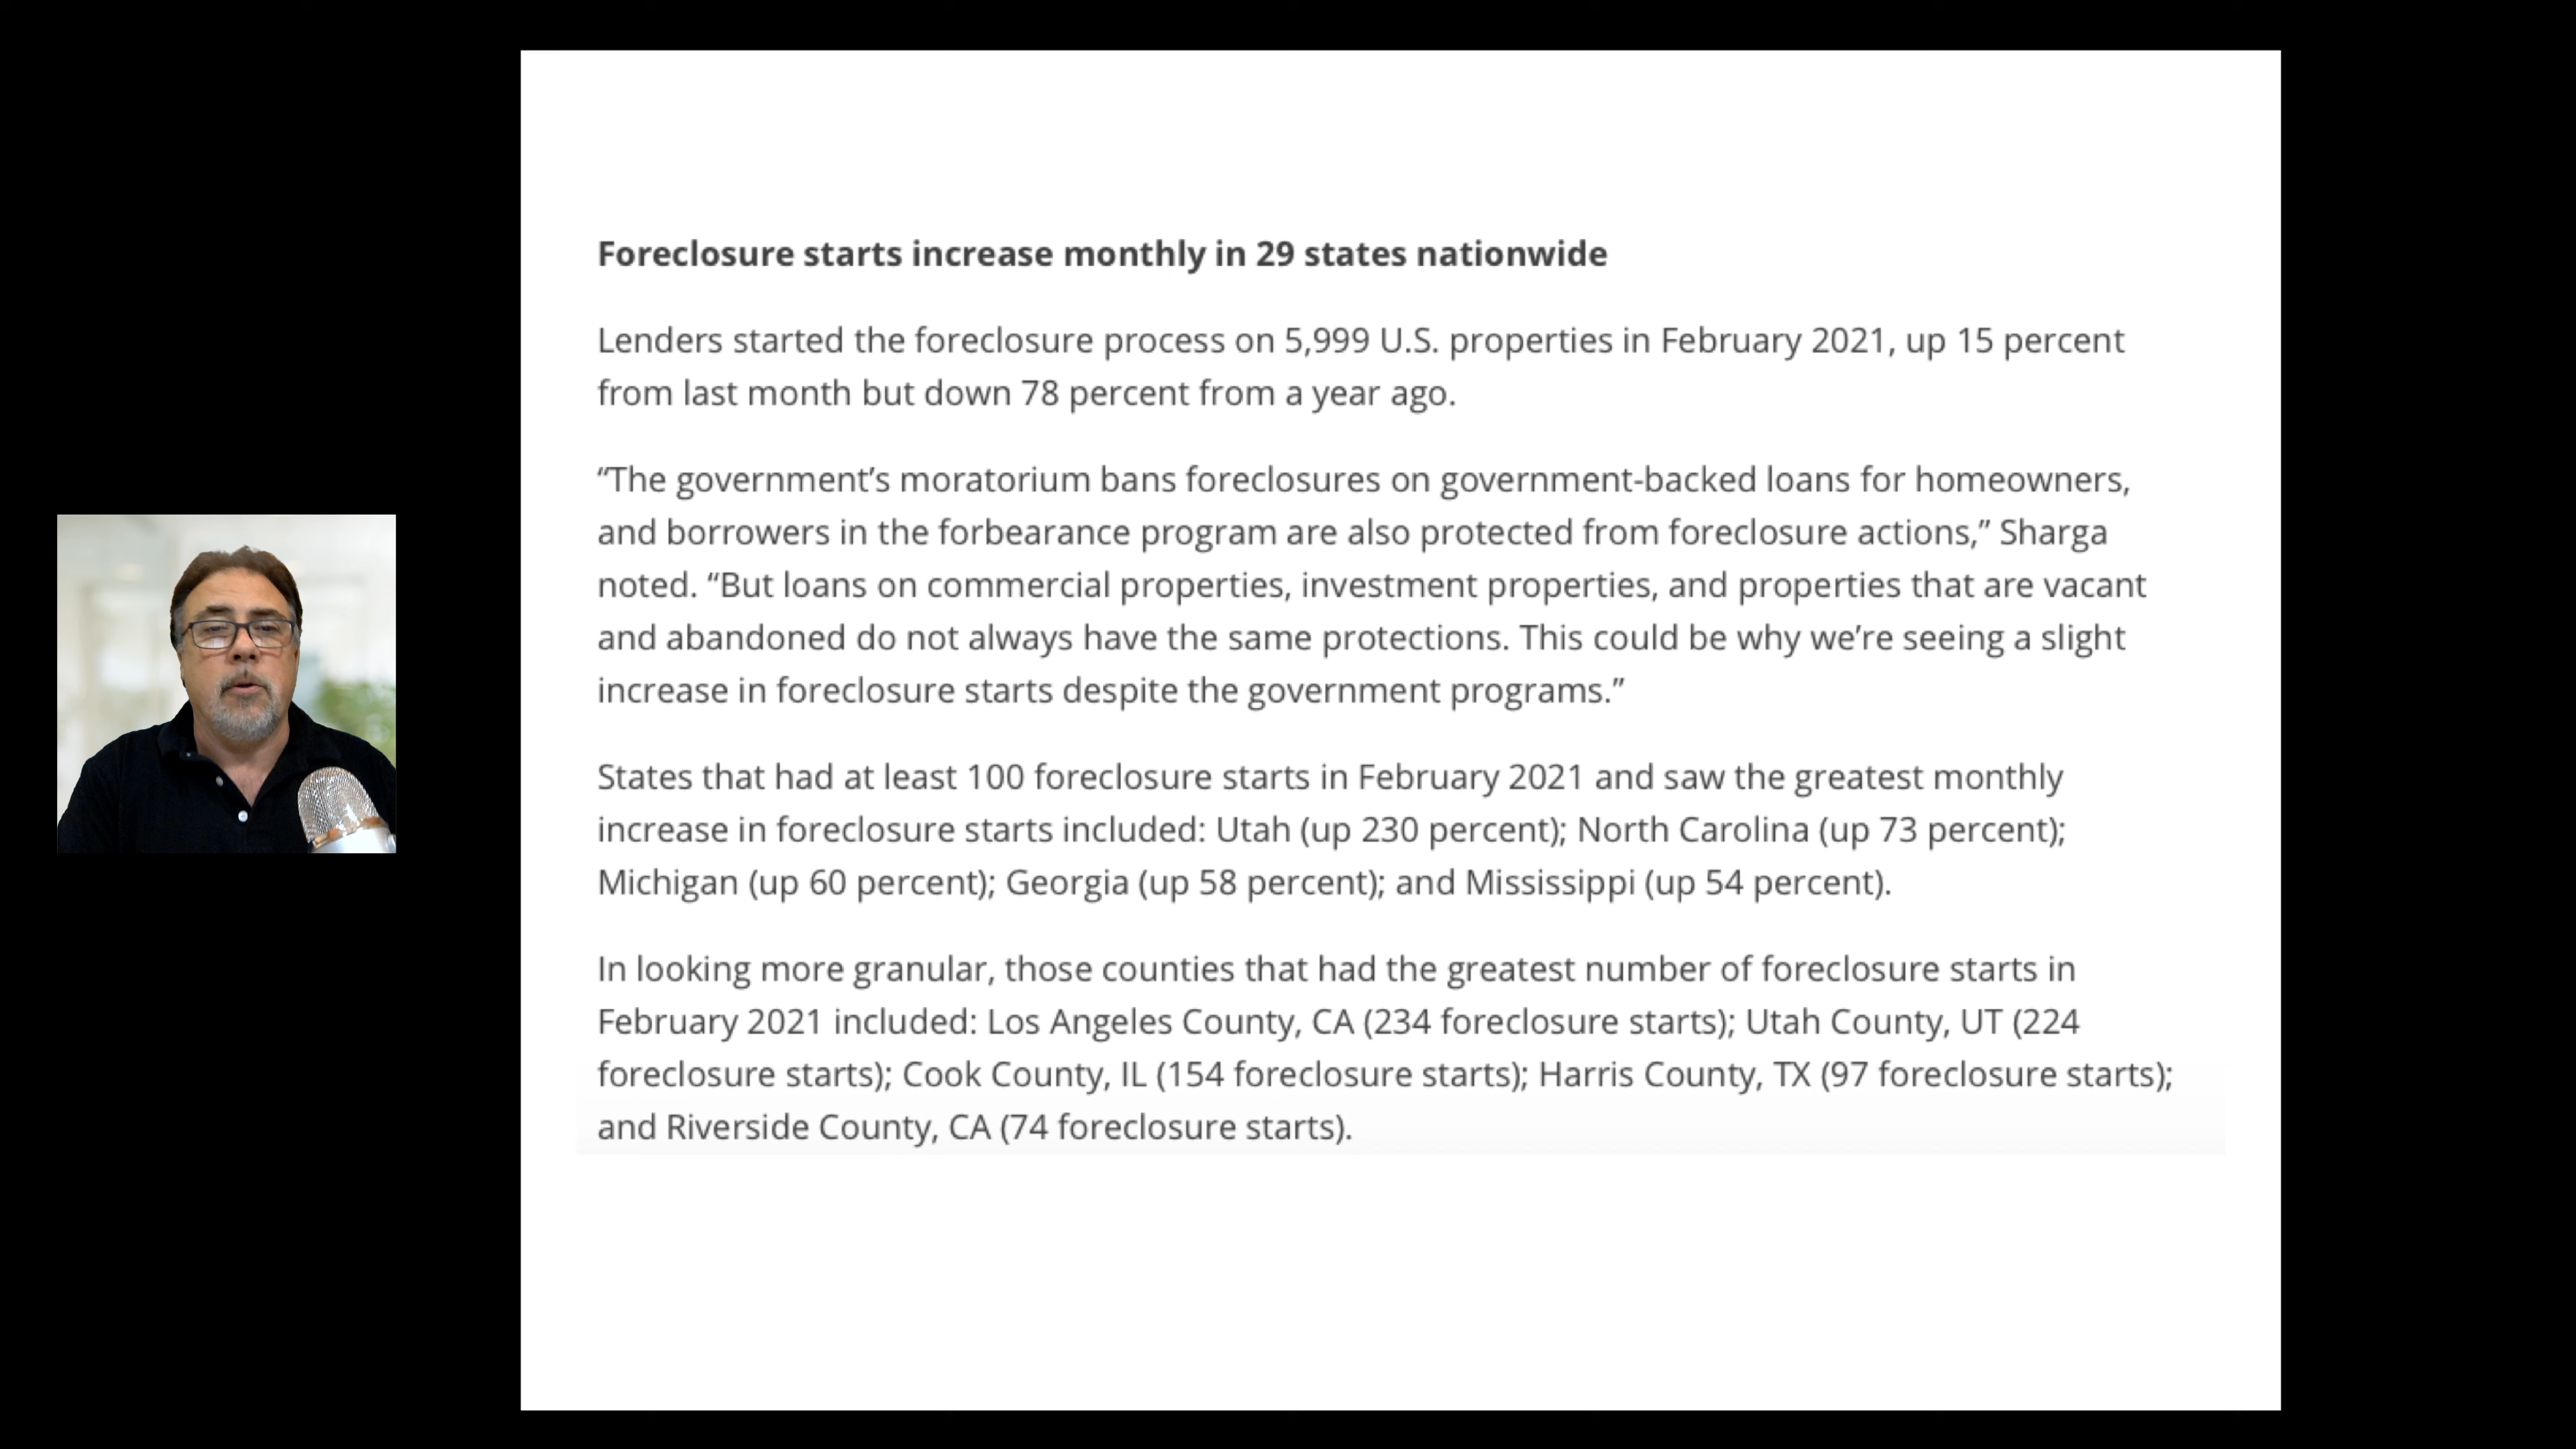 Foreclosure starts increase monthly in 29 states nationwide
Lenders started the foreclosure process on 5,999 U.S. properties in February 2021, up 15 percent
from last month but down 78 percent from a year ago.
“The government’s moratorium bans foreclosures on government-backed loans for homeowners,
and borrowers in the forbearance program are also protected from foreclosure actions,” Sharga
noted. “But loans on commercial properties, investment properties, and properties that are vacant
and abandoned do not always have the same protections. This could be why we’re seeing a slight
increase in foreclosure starts despite the government programs.”
States that had at least 100 foreclosure starts in February 2021 and saw the greatest monthly
increase in foreclosure starts included: Utah (up 230 percent); North Carolina (up 73 percent);
Michigan (up 60 percent); Georgia (up 58 percent); and Mississippi (up 54 percent).
In looking more granular, those counties that had the greatest number of foreclosure starts in
February 2021 included: Los Angeles County, CA (234 foreclosure starts); Utah County, UT (224
foreclosure starts); Cook County, IL (154 foreclosure starts); Harris County, TX (97 foreclosure starts);
and Riverside County, CA (74 foreclosure starts).